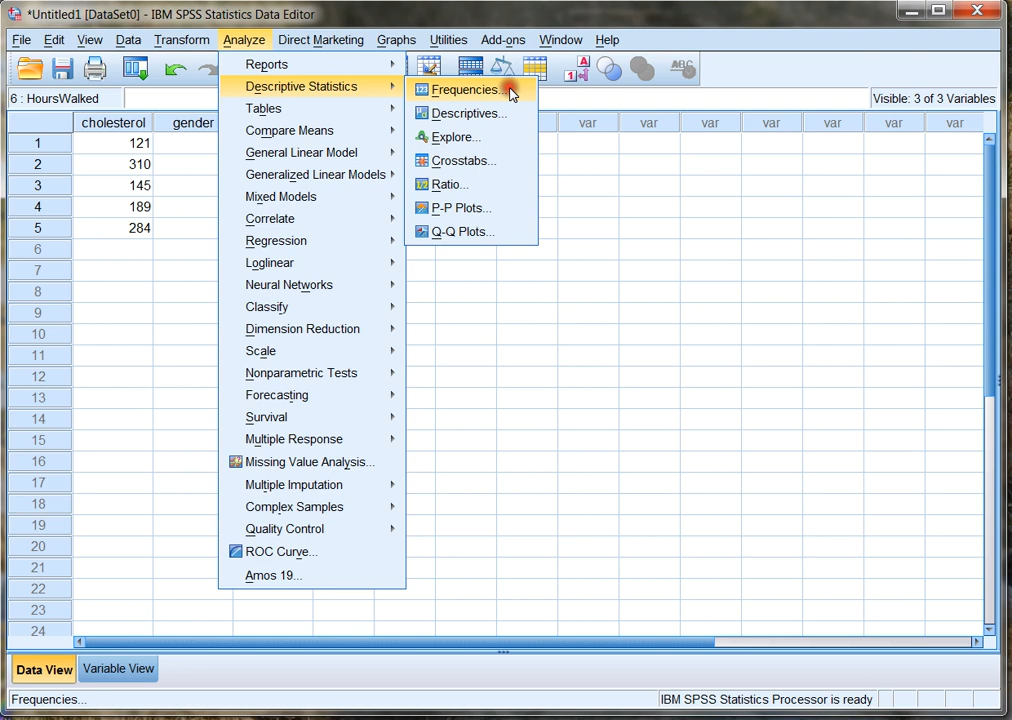 *Untitled1 [DataSet0] - IBM SPSS Statistics Data Editor
File Edit View Data Transform Analyze Direct Marketing Graphs Utilities Add-ons Window Help
6 : HoursWalked
Visible: 3 of 3 Variables
cholesterol gender var var var var var var var
1 121
2 310
3 145
4 189
5 284
6
7
8
9
10
11
12
13
14
15
16
17
18
19
20
21
22
23
24
Reports
Descriptive Statistics
Tables
Compare Means
General Linear Model
Generalized Linear Models
Mixed Models
Correlate
Regression
Loglinear
Neural Networks
Classify
Dimension Reduction
Scale
Nonparametric Tests
Forecasting
Survival
Multiple Response
Missing Value Analysis...
Multiple Imputation
Complex Samples
Quality Control
ROC Curve...
Amos 19...
Frequencies...
Descriptives...
Explore...
Crosstabs...
Ratio...
P-P Plots...
Q-Q Plots...
Data View Variable View
Frequencies...
IBM SPSS Statistics Processor is ready